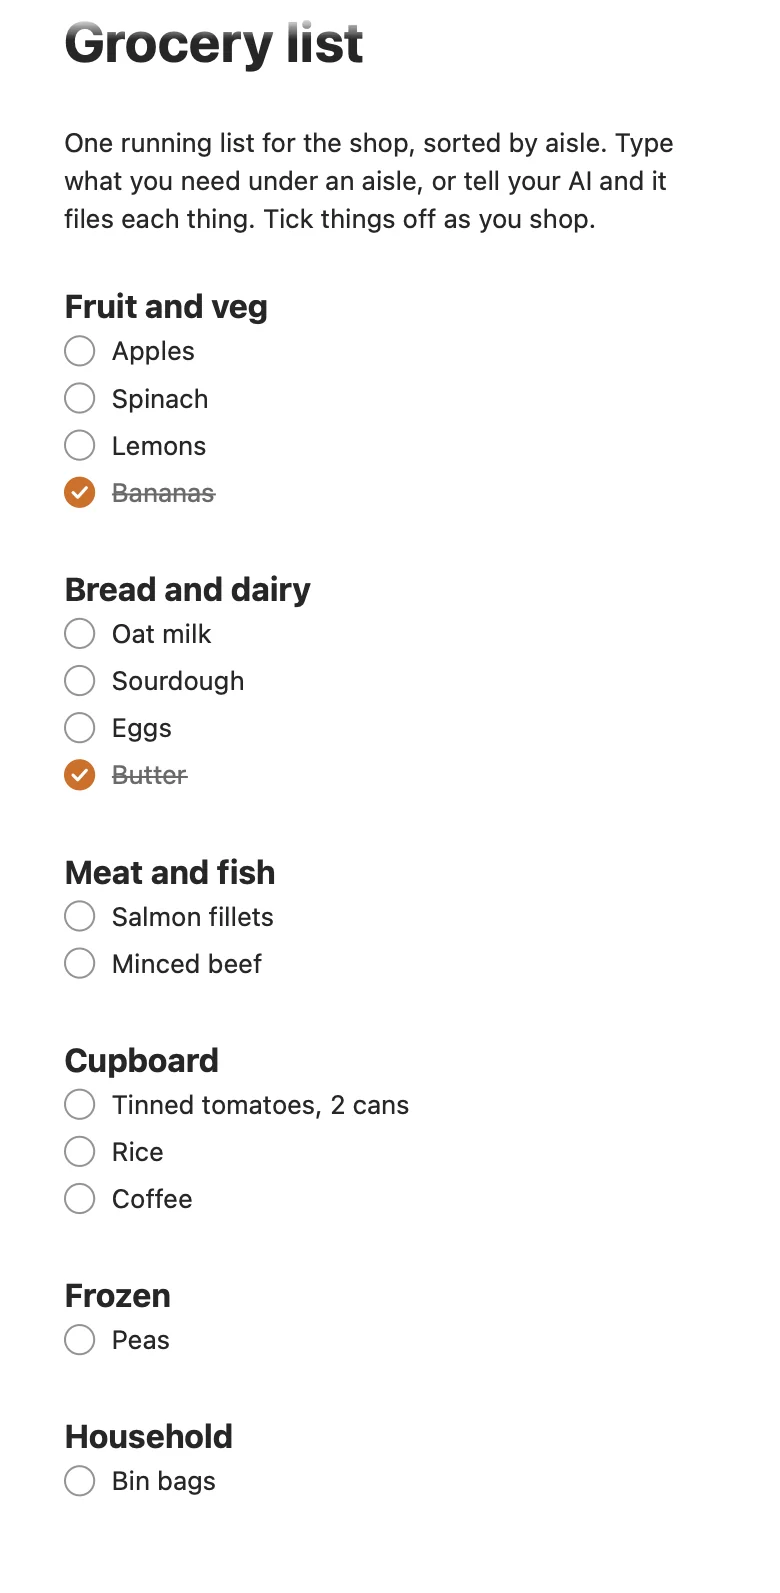 Grocery list
One running list for the shop, sorted by aisle. Type
what you need under an aisle, or tell your AI and it
files each thing. Tick things off as you shop.
Fruit and veg
Apples
Spinach
Lemons
Bananas
Bread and dairy
Oat milk
Sourdough
Eggs
Butter
Meat and fish
Salmon fillets
Minced beef
Cupboard
Tinned tomatoes, 2 cans
Rice
Coffee
Frozen
Peas
Household
Bin bags